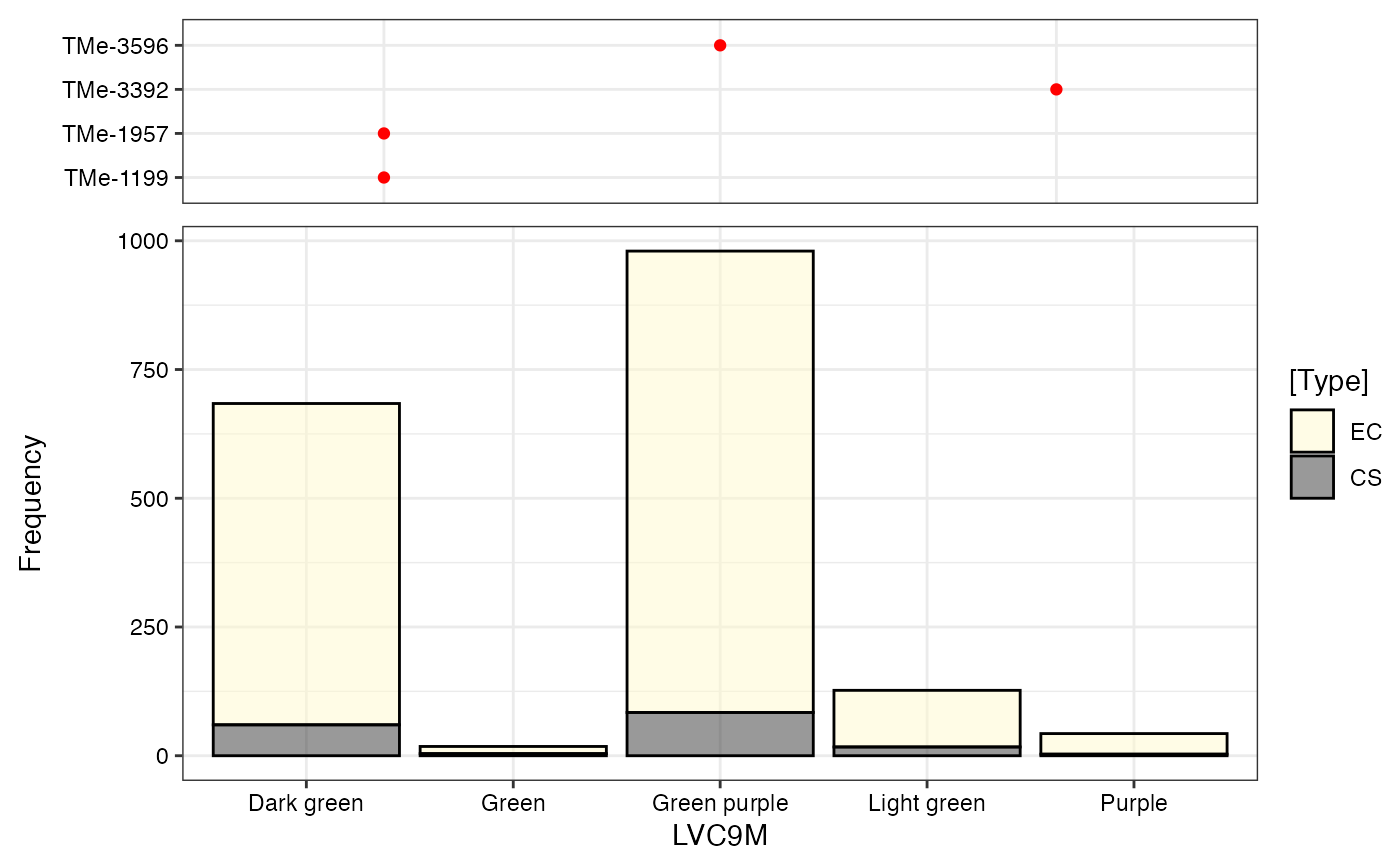 TMe-3596
TMe-3392
TMe-1957
TMe-1199
1000
750
500
250
0
Frequency
Dark green
Green
Green purple
Light green
Purple
LVC9M
[Type]
EC
CS